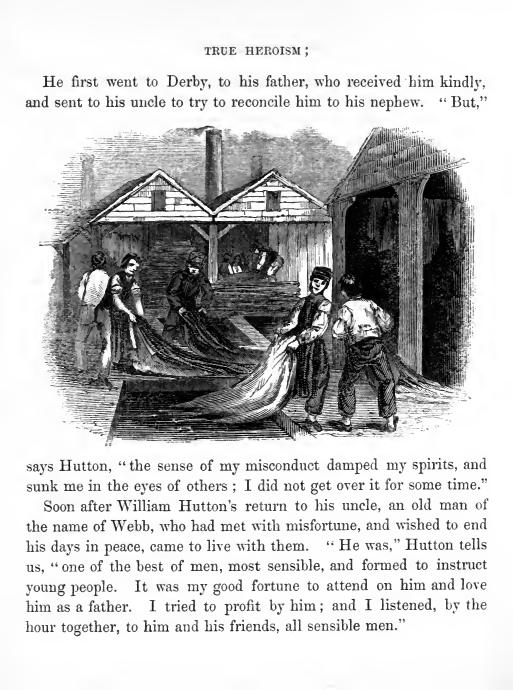 TRUE HEROISM;
He first went to Derby, to his father, who received him kindly,
and sent to his uncle to try to reconcile him to his nephew. "But,"
says Hutton, "the sense of my misconduct damped my spirits, and
sunk me in the eyes of others; I did not get over it for some time."
Soon after William Hutton's return to his uncle, an old man of
the name of Webb, who had met with misfortune, and wished to end
his days in peace, came to live with them. "He was," Hutton tells
us, "one of the best of men, most sensible, and formed to instruct
young people. It was my good fortune to attend on him and love
him as a father. I tried to profit by him; and I listened, by the
hour together, to him and his friends, all sensible men."